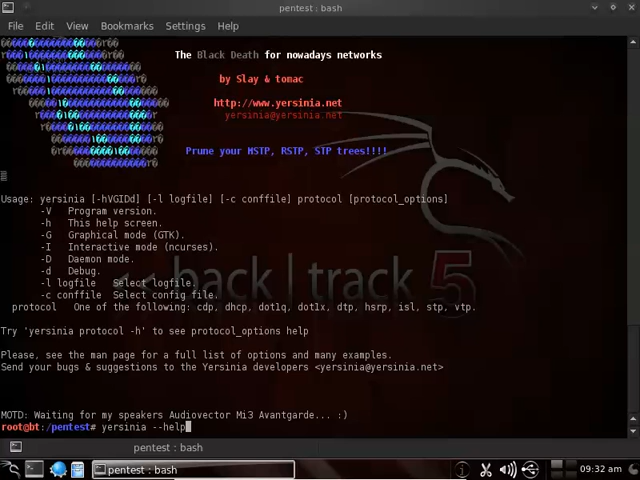 pentest : bash
File Edit View Bookmarks Settings Help
The Black Death for nowadays networks
by Slay & tomac
http://www.yersinia.net
yersinia@yersinia.net
Prune your MSTP, RSTP, STP trees!!!!
Usage: yersinia [-hVGIDd] [-l logfile] [-c conffile] protocol [protocol_options]
-V Program version.
-h This help screen.
-G Graphical mode (GTK).
-I Interactive mode (ncurses).
-D Daemon mode.
-d Debug.
-l logfile Select logfile.
-c conffile Select config file.
protocol One of the following: cdp, dhcp, dot1q, dot1x, dtp, hsrp, isl, stp, vtp.
Try 'yersinia protocol -h' to see protocol_options help
Please, see the man page for a full list of options and many examples.
Send your bugs & suggestions to the Yersinia developers <yersinia@yersinia.net>
MOTD: Waiting for my speakers Audiovector Mi3 Avantgarde... :)
root@bt:/pentest# yersinia --help
<< back | track 5
pentest : bash
pentest : bash
09:32 am